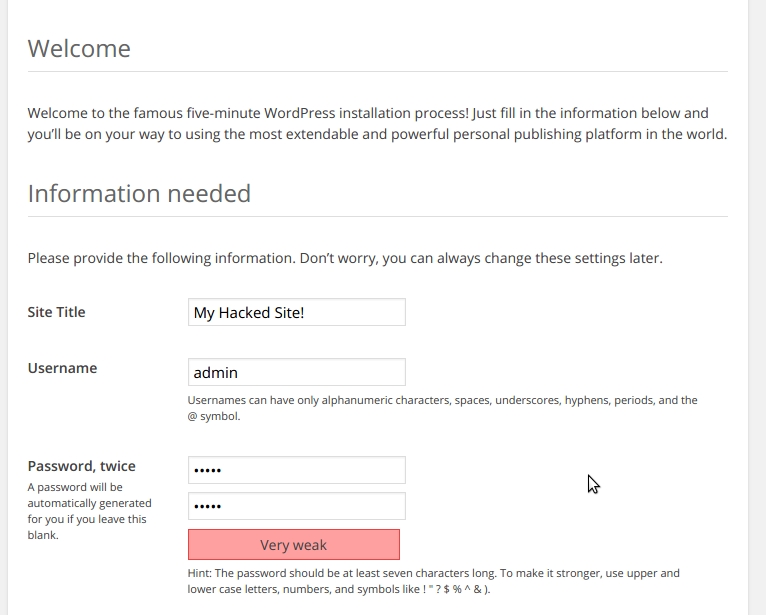 Welcome
Welcome to the famous five-minute WordPress installation process! Just fill in the information below and
you’ll be on your way to using the most extendable and powerful personal publishing platform in the world.
Information needed
Please provide the following information. Don’t worry, you can always change these settings later.
Site Title
My Hacked Site!
Username
admin
Usernames can have only alphanumeric characters, spaces, underscores, hyphens, periods, and the
@ symbol.
Password, twice
A password will be
automatically generated
for you if you leave this
blank.
•••••
•••••
Very weak
Hint: The password should be at least seven characters long. To make it stronger, use upper and
lower case letters, numbers, and symbols like ! " ? $ % ^ & ).